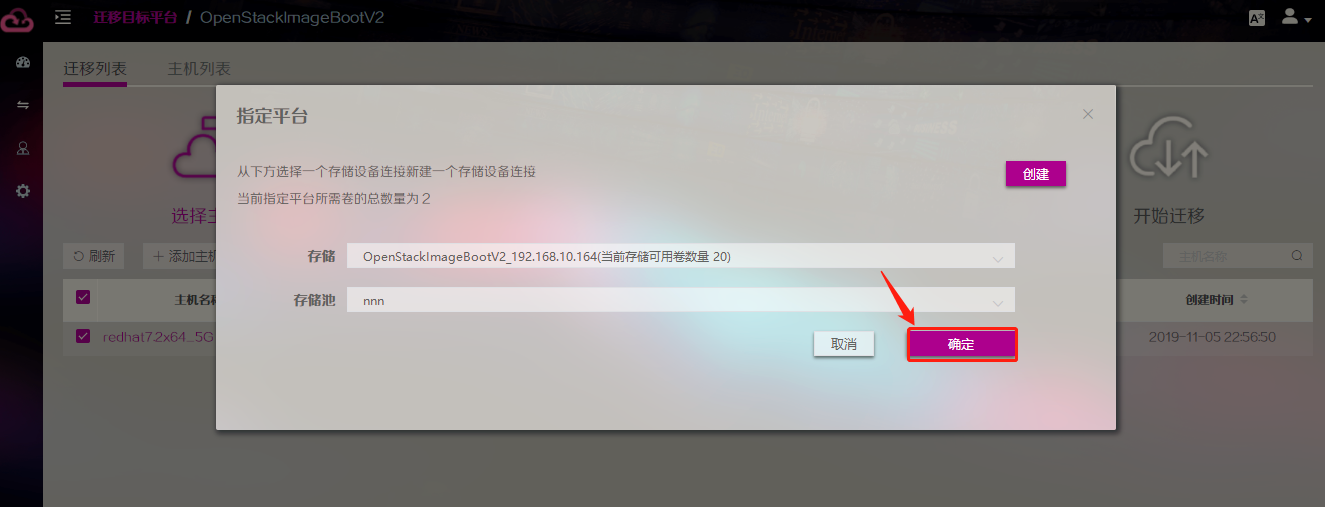 迁移目标平台 / OpenStackImageBootV2
迁移列表 主机列表
指定平台
从下方选择一个存储设备连接新建一个存储设备连接
创建
当前指定平台所需卷的总数量为 2
选择主
开始迁移
存储 OpenStackImageBootV2_192.168.10.164(当前存储可用卷数量 20)
刷新 + 添加主机
主机名称
存储池 nnn
主机名称
创建时间
取消 确定
redhat7.2x64_5G
2019-11-05 22:56:50